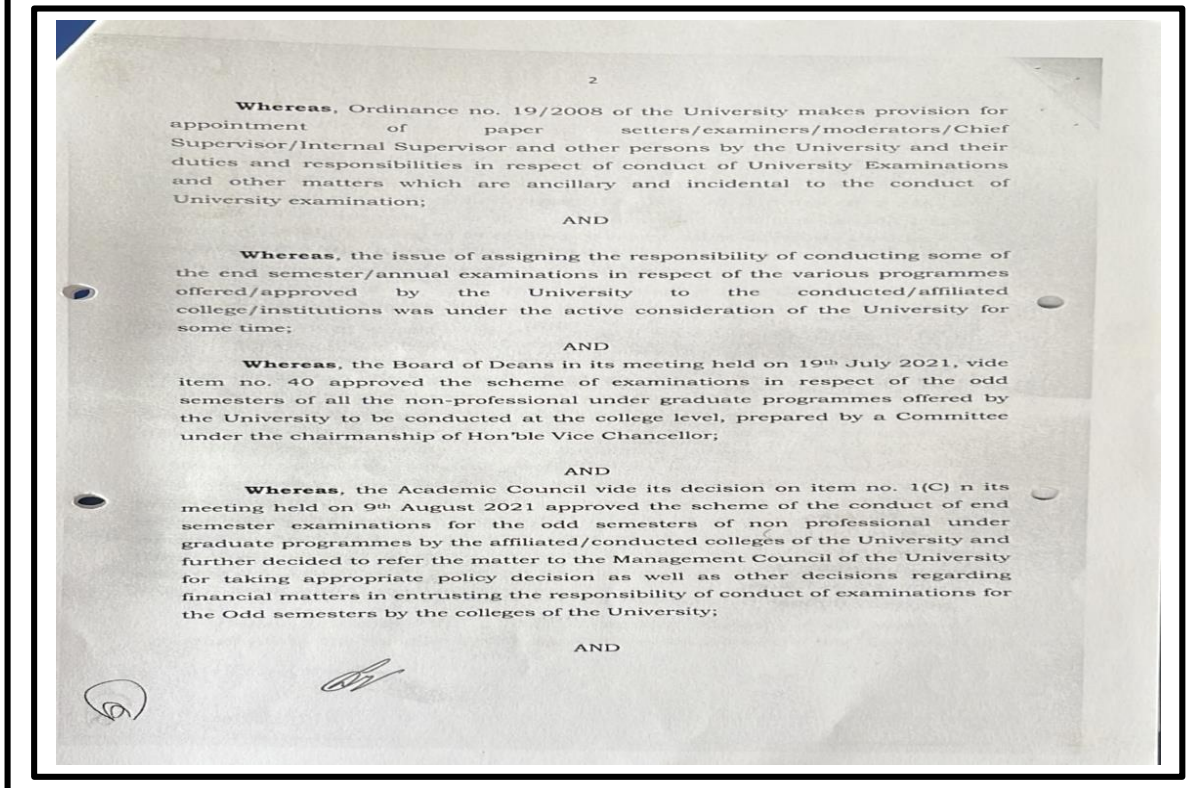 2
Whereas, Ordinance no. 19/2008 of the University makes provision for
appointment of paper setters/examiners/moderators/Chief
Supervisor/Internal Supervisor and other persons by the University and their
duties and responsibilities in respect of conduct of University Examinations
and other matters which are ancillary and incidental to the conduct of
University examination;
AND
Whereas, the issue of assigning the responsibility of conducting some of
the end semester/annual examinations in respect of the various programmes
offered/approved by the University to the conducted/affiliated
college/institutions was under the active consideration of the University for
some time;
AND
Whereas, the Board of Deans in its meeting held on 19th July 2021, vide
item no. 40 approved the scheme of examinations in respect of the odd
semesters of all the non-professional under graduate programmes offered by
the University to be conducted at the college level, prepared by a Committee
under the chairmanship of Hon'ble Vice Chancellor;
AND
Whereas, the Academic Council vide its decision on item no. 1(C) n its
meeting held on 9th August 2021 approved the scheme of the conduct of end
semester examinations for the odd semesters of non professional under
graduate programmes by the affiliated/conducted colleges of the University and
further decided to refer the matter to the Management Council of the University
for taking appropriate policy decision as well as other decisions regarding
financial matters in entrusting the responsibility of conduct of examinations for
the Odd semesters by the colleges of the University;
AND